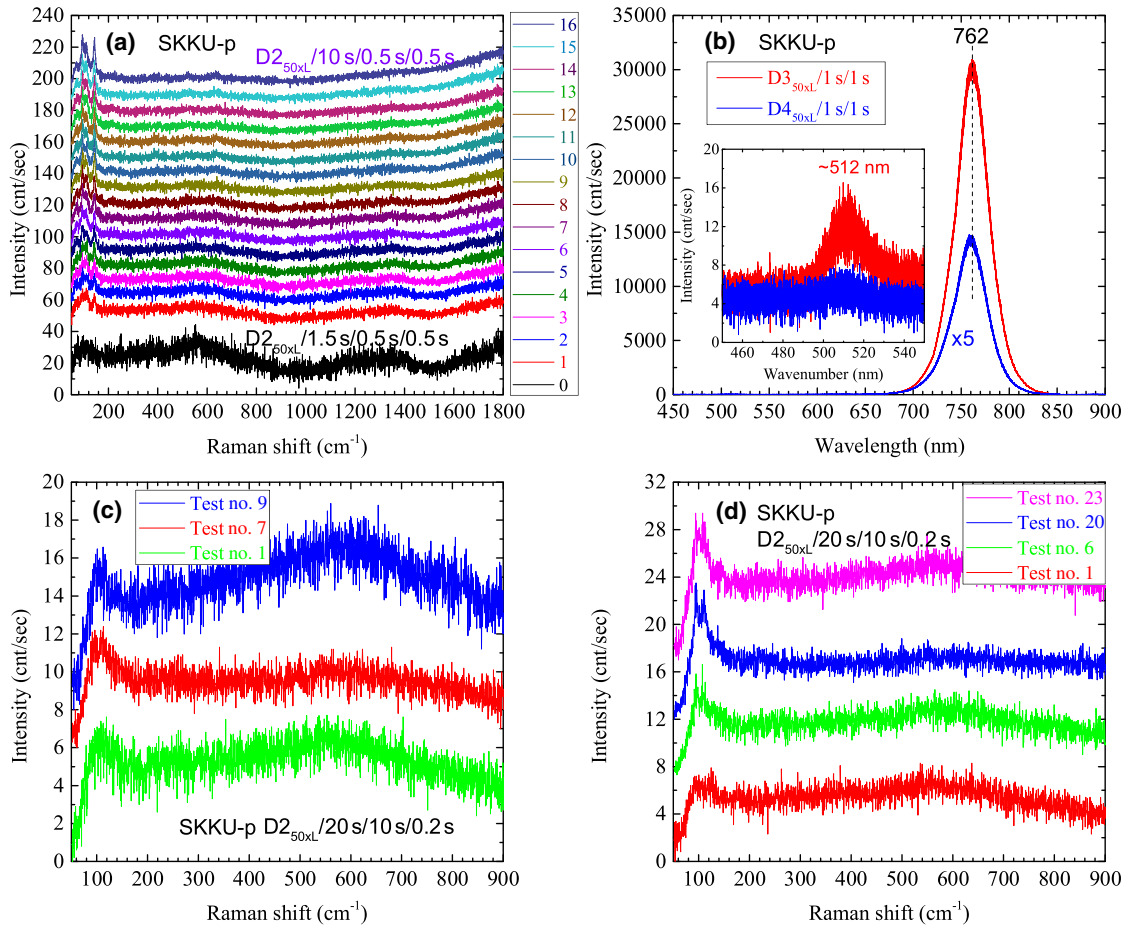 (a) SKKU-p
D250xL/10 s/0.5 s/0.5s
D250xL/1.5 s/0.5 s/0.5 s
Intensity (cnt/sec)
240
220
200
180
160
140
120
100
80
60
40
20
0
200 400 600 800 1000 1200 1400 1600 1800
Raman shift (cm-1)
16
15
14
13
12
11
10
9
8
7
6
5
4
3
2
1
0
(b) SKKU-p
762
D350xL/1 s/1 s
D450xL/1 s/1 s
x5
Intensity (cnt/sec)
35000
30000
25000
20000
15000
10000
5000
0
450 500 550 600 650 700 750 800 850 900
Wavelength (nm)
~512 nm
Intensity (cnt/sec)
20
16
12
8
4
0
460 480 500 520 540
Wavenumber (nm)
(c)
Test no. 9
Test no. 7
Test no. 1
SKKU-p D250xL/20 s/10 s/0.2 s
Intensity (cnt/sec)
20
18
16
14
12
10
8
6
4
2
0
100 200 300 400 500 600 700 800 900
Raman shift (cm-1)
(d)
SKKU-p
D250xL/20 s/10 s/0.2 s
Test no. 23
Test no. 20
Test no. 6
Test no. 1
Intensity (cnt/sec)
32
28
24
20
16
12
8
4
0
100 200 300 400 500 600 700 800 900
Raman shift (cm-1)